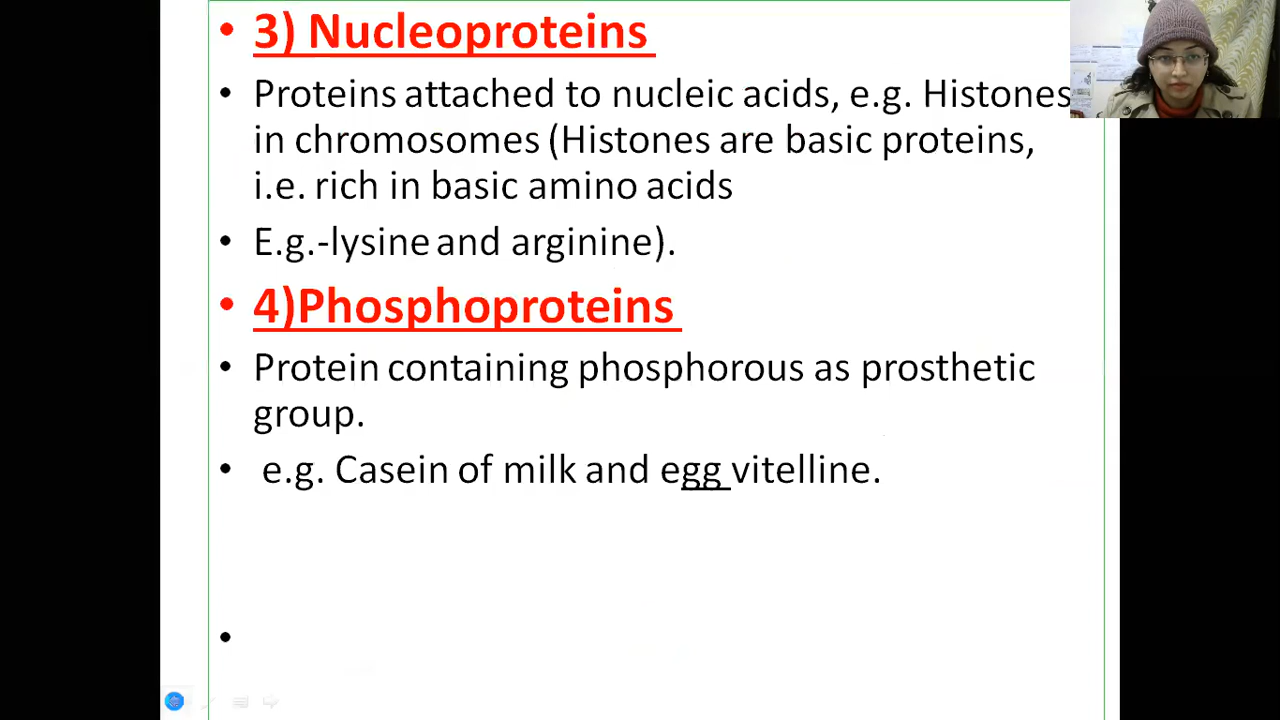 • 3) Nucleoproteins
• Proteins attached to nucleic acids, e.g. Histones
in chromosomes (Histones are basic proteins,
i.e. rich in basic amino acids
• E.g.-lysine and arginine).
• 4)Phosphoproteins
• Protein containing phosphorous as prosthetic
group.
• e.g. Casein of milk and egg vitelline.
•